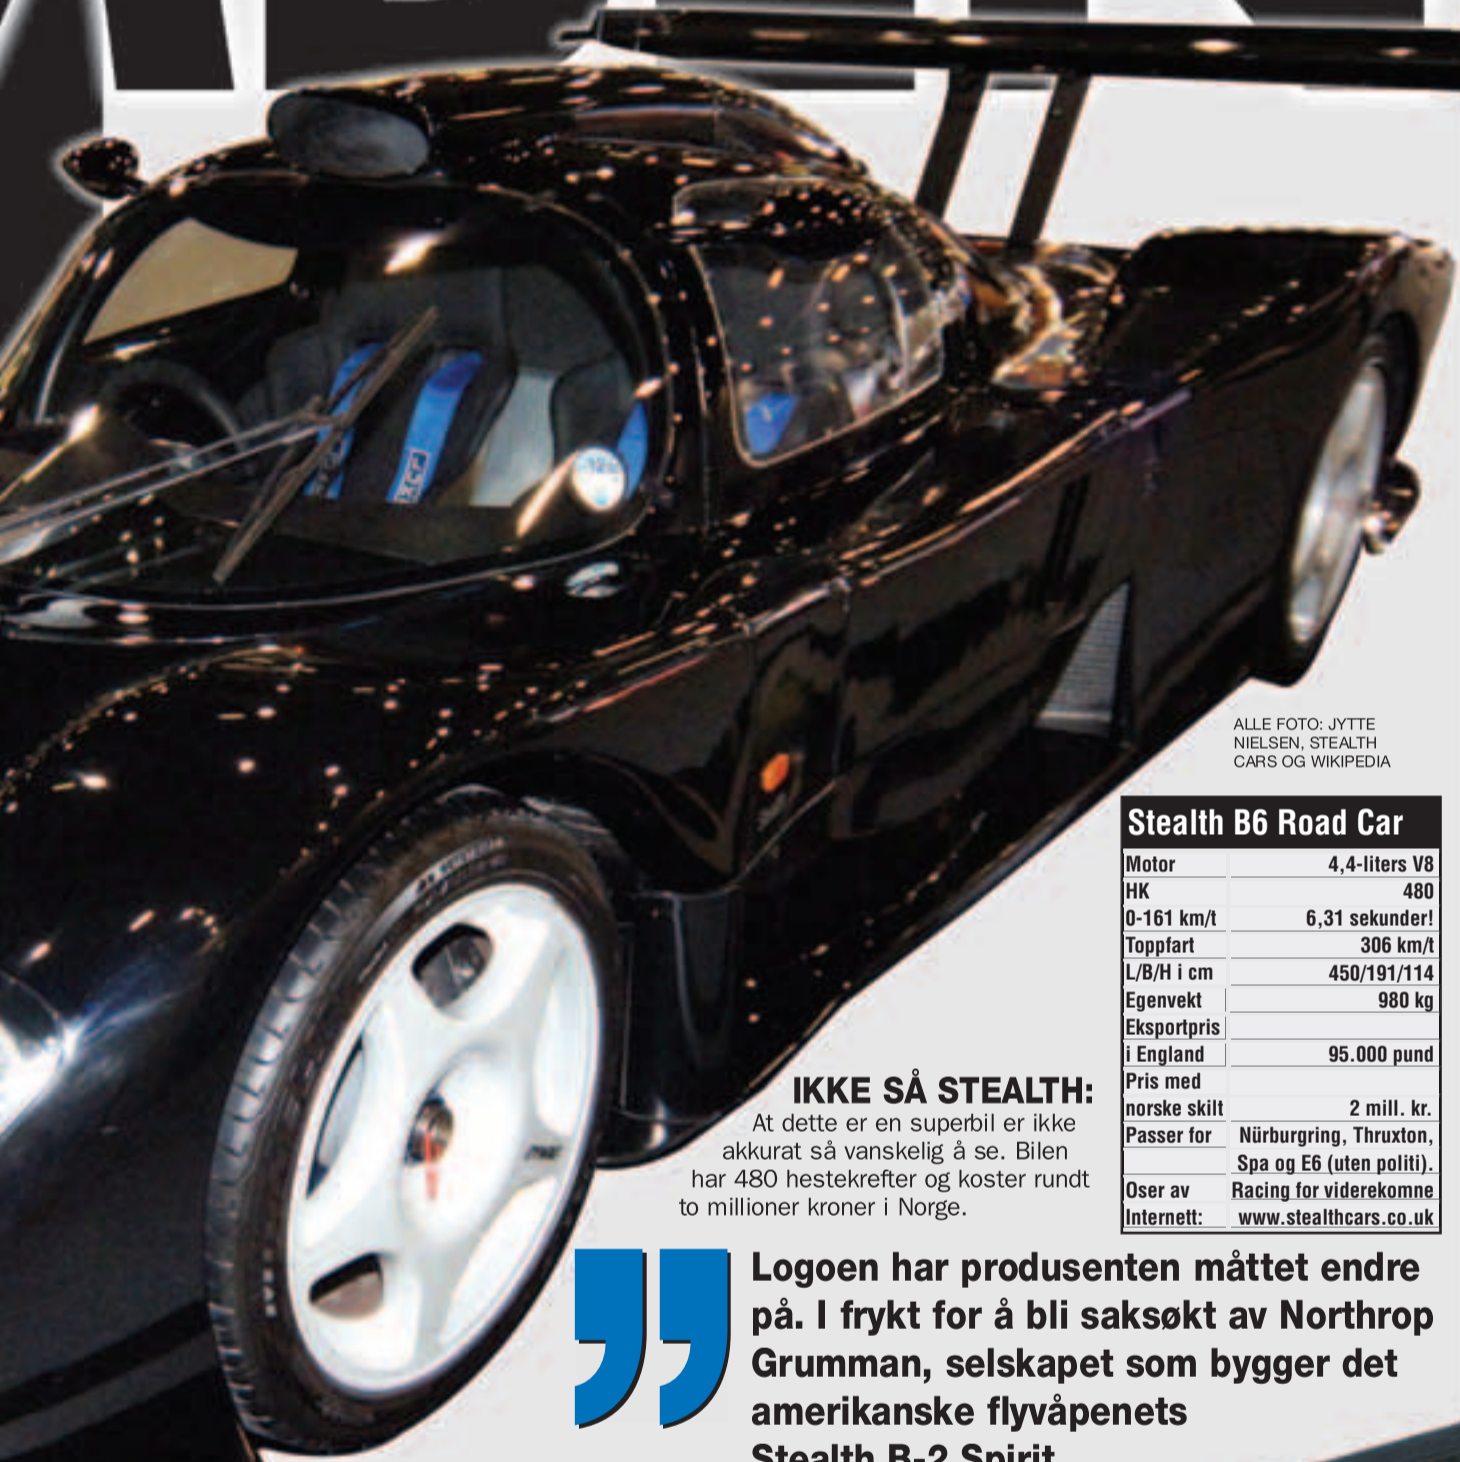 ALLE FOTO: JYTTE
NIELSEN, STEALTH
CARS OG WIKIPEDIA
Stealth B6 Road Car
Motor 4,4-liters V8
HK 480
0-161 km/t 6,31 sekunder!
Toppfart 306 km/t
L/B/H i cm 450/191/114
Egenvekt 980 kg
Eksportpris
i England 95.000 pund
Pris med
norske skilt 2 mill. kr.
Passer for Nürburgring, Thruxton,
Spa og E6 (uten politi).
Oser av Racing for viderekomne
Internett: www.stealthcars.co.uk
IKKE SÅ STEALTH:
At dette er en superbil er ikke
akkurat så vanskelig å se. Bilen
har 480 hestekrefter og koster rundt
to millioner kroner i Norge.
Logoen har produsenten måttet endre
på. I frykt for å bli saksøkt av Northrop
Grumman, selskapet som bygger det
amerikanske flyvåpenets
Stealth B-2 Spirit